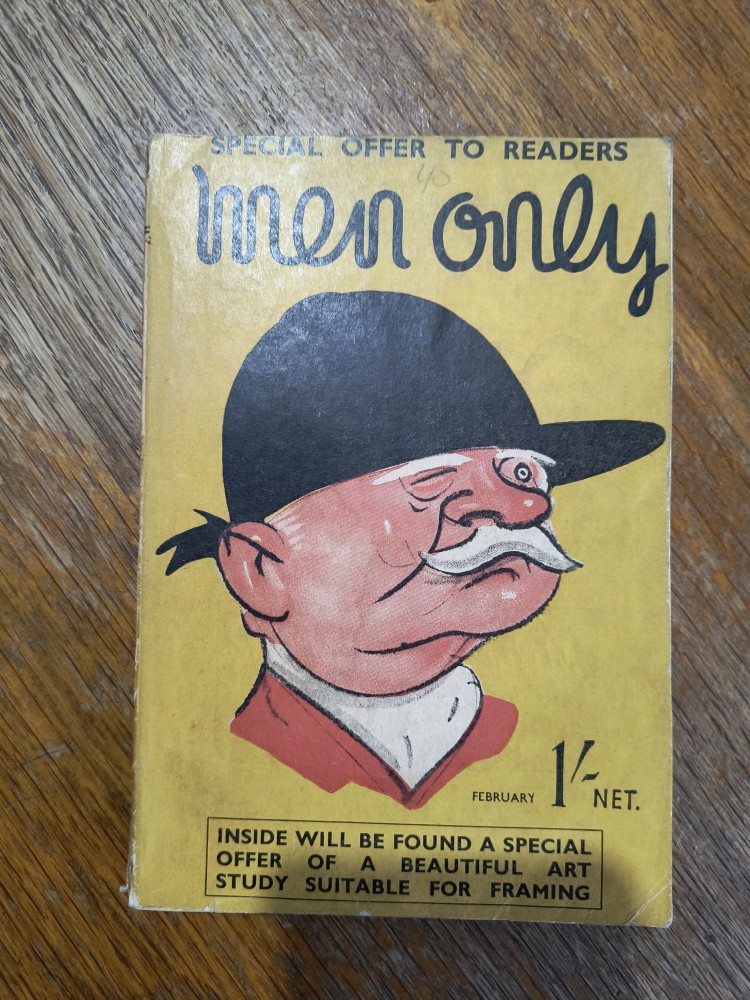 SPECIAL OFFER TO READERS
40
men only
FEBRUARY 1/- NET.
INSIDE WILL BE FOUND A SPECIAL
OFFER OF A BEAUTIFUL ART
STUDY SUITABLE FOR FRAMING